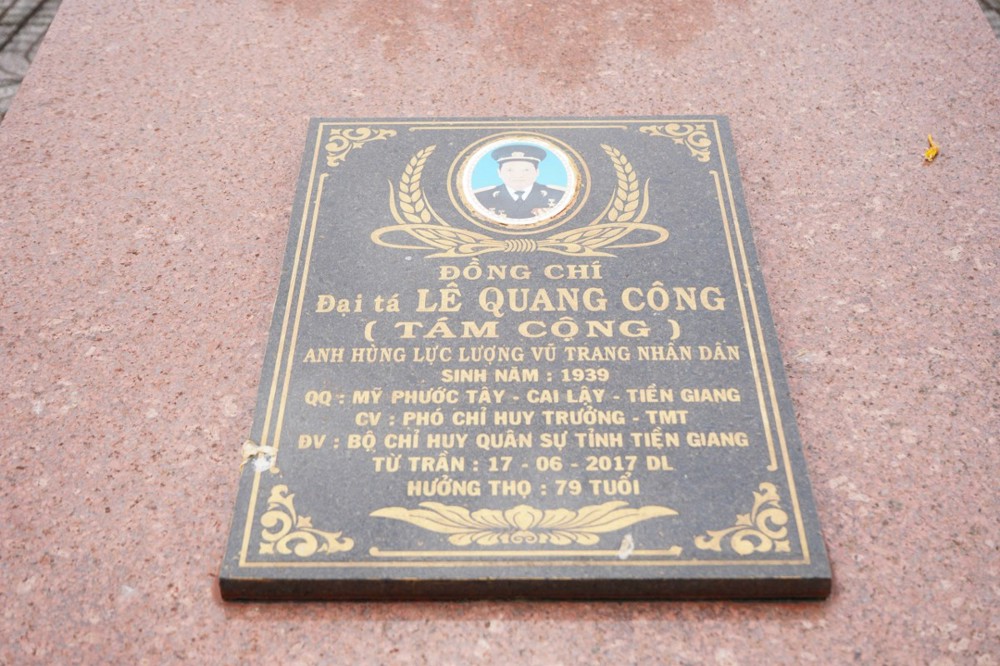 ĐỒNG CHÍ
Đại tá LÊ QUANG CÔNG
( TÁM CÔNG )
ANH HÙNG LỰC LƯỢNG VŨ TRANG NHÂN DÂN
SINH NĂM : 1939
QQ : MỸ PHƯỚC TÂY - CAI LẬY - TIỀN GIANG
CV : PHÓ CHỈ HUY TRƯỞNG - TMT
ĐV : BỘ CHỈ HUY QUÂN SỰ TỈNH TIỀN GIANG
TỪ TRẦN : 17 - 06 - 2017 DL
HƯỞNG THỌ : 79 TUỔI